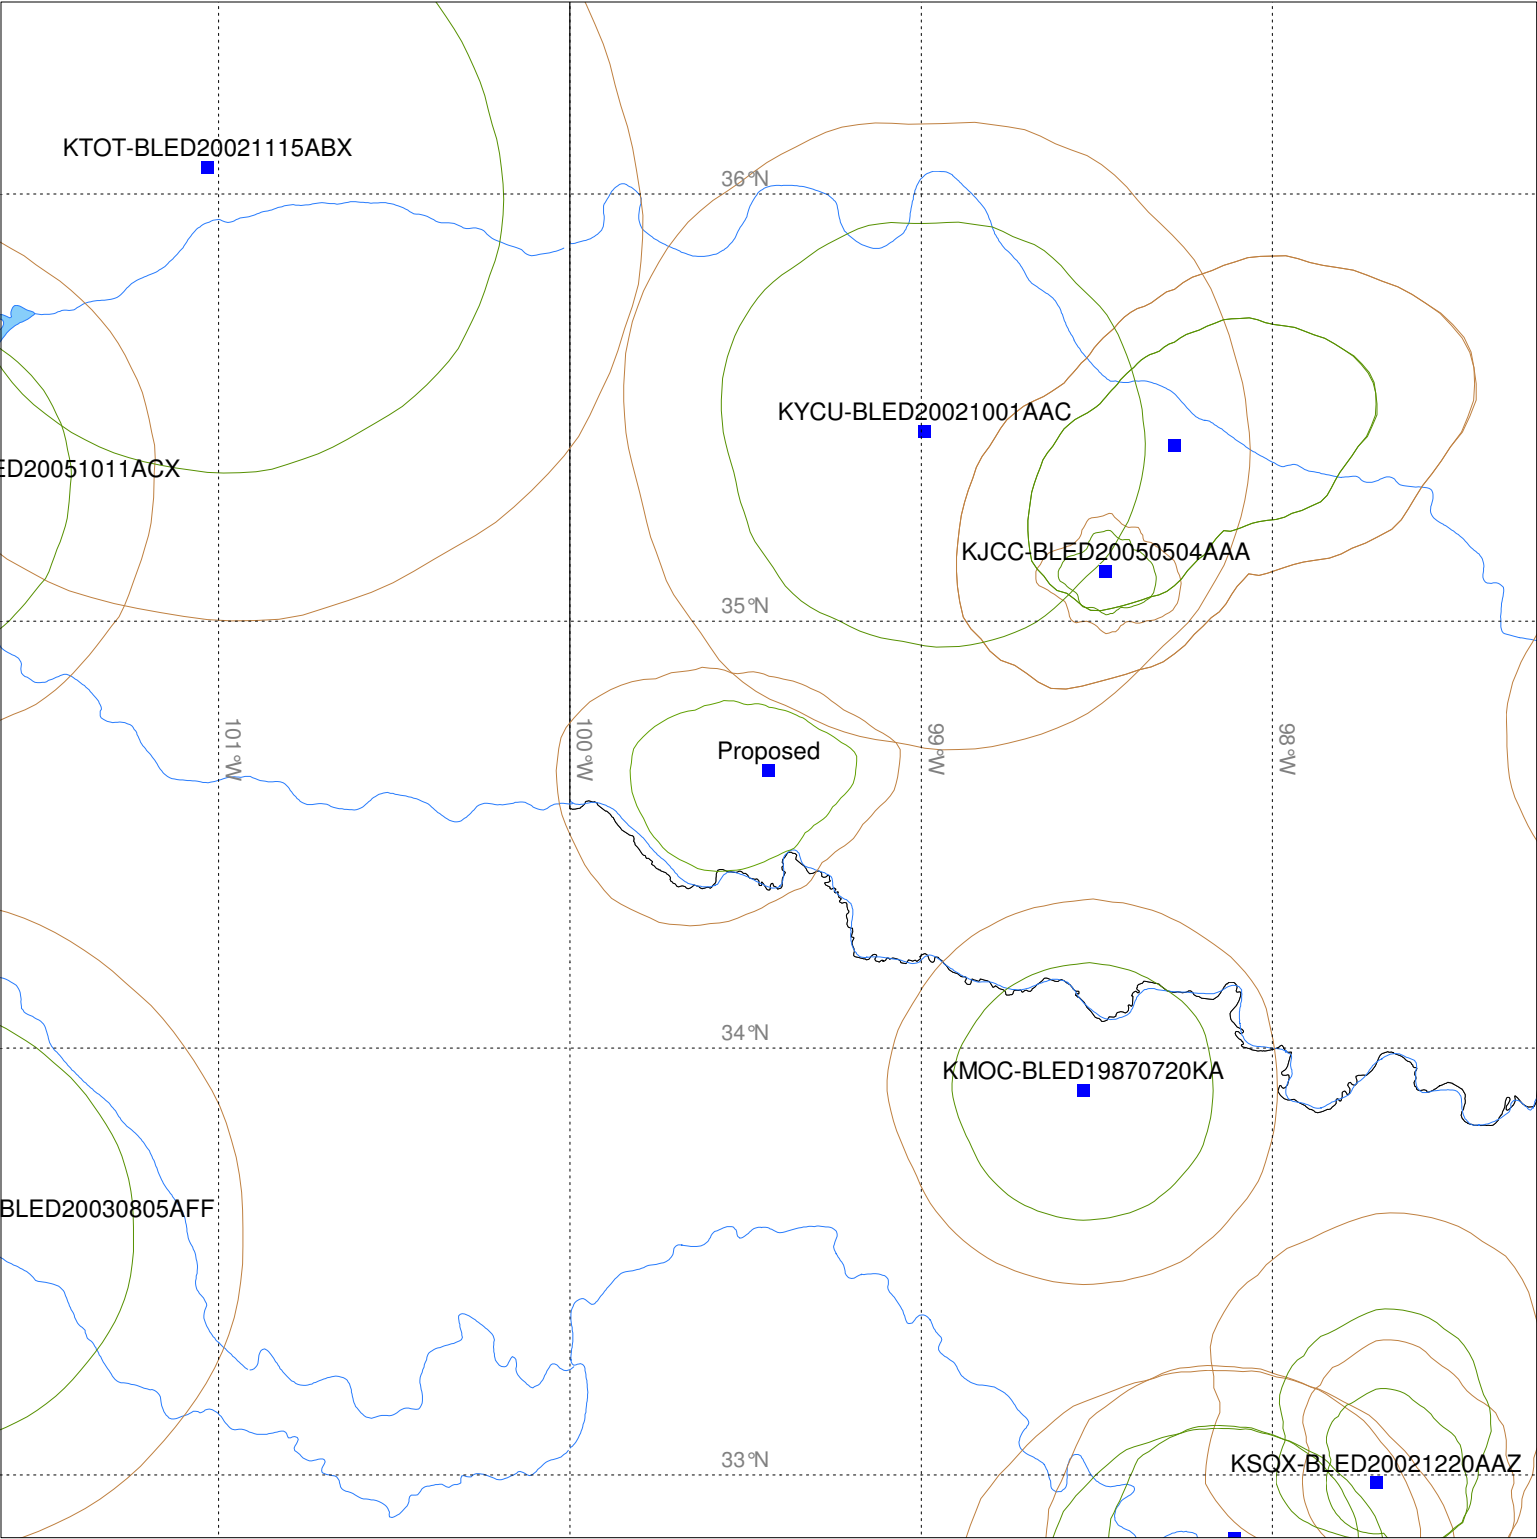 KTOT-BLED20021115ABX
36°N
KYCU-BLED20021001AAC
ED20051011ACX
KJCC-BLED20050504AAA
35°N
101°W
100°W
99°W
98°W
Proposed
34°N
KMOC-BLED19870720KA
BLED20030805AFF
33°N
KSQX-BLED20021220AAZ